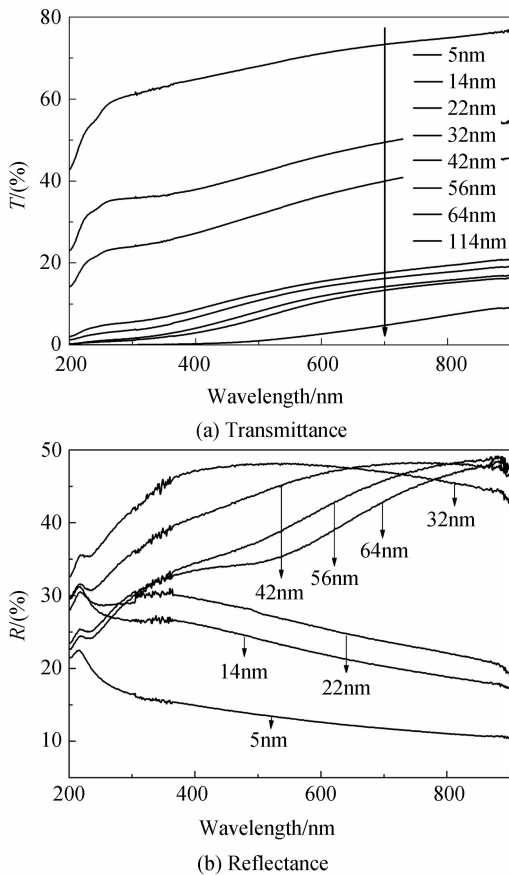 80
60
40
20
0
T/(%)
5nm
14nm
22nm
32nm
42nm
56nm
64nm
114nm
200 400 600 800
Wavelength/nm
(a) Transmittance
50
40
30
20
10
R/(%)
32nm
64nm
56nm
42nm
22nm
14nm
5nm
200 400 600 800
Wavelength/nm
(b) Reflectance